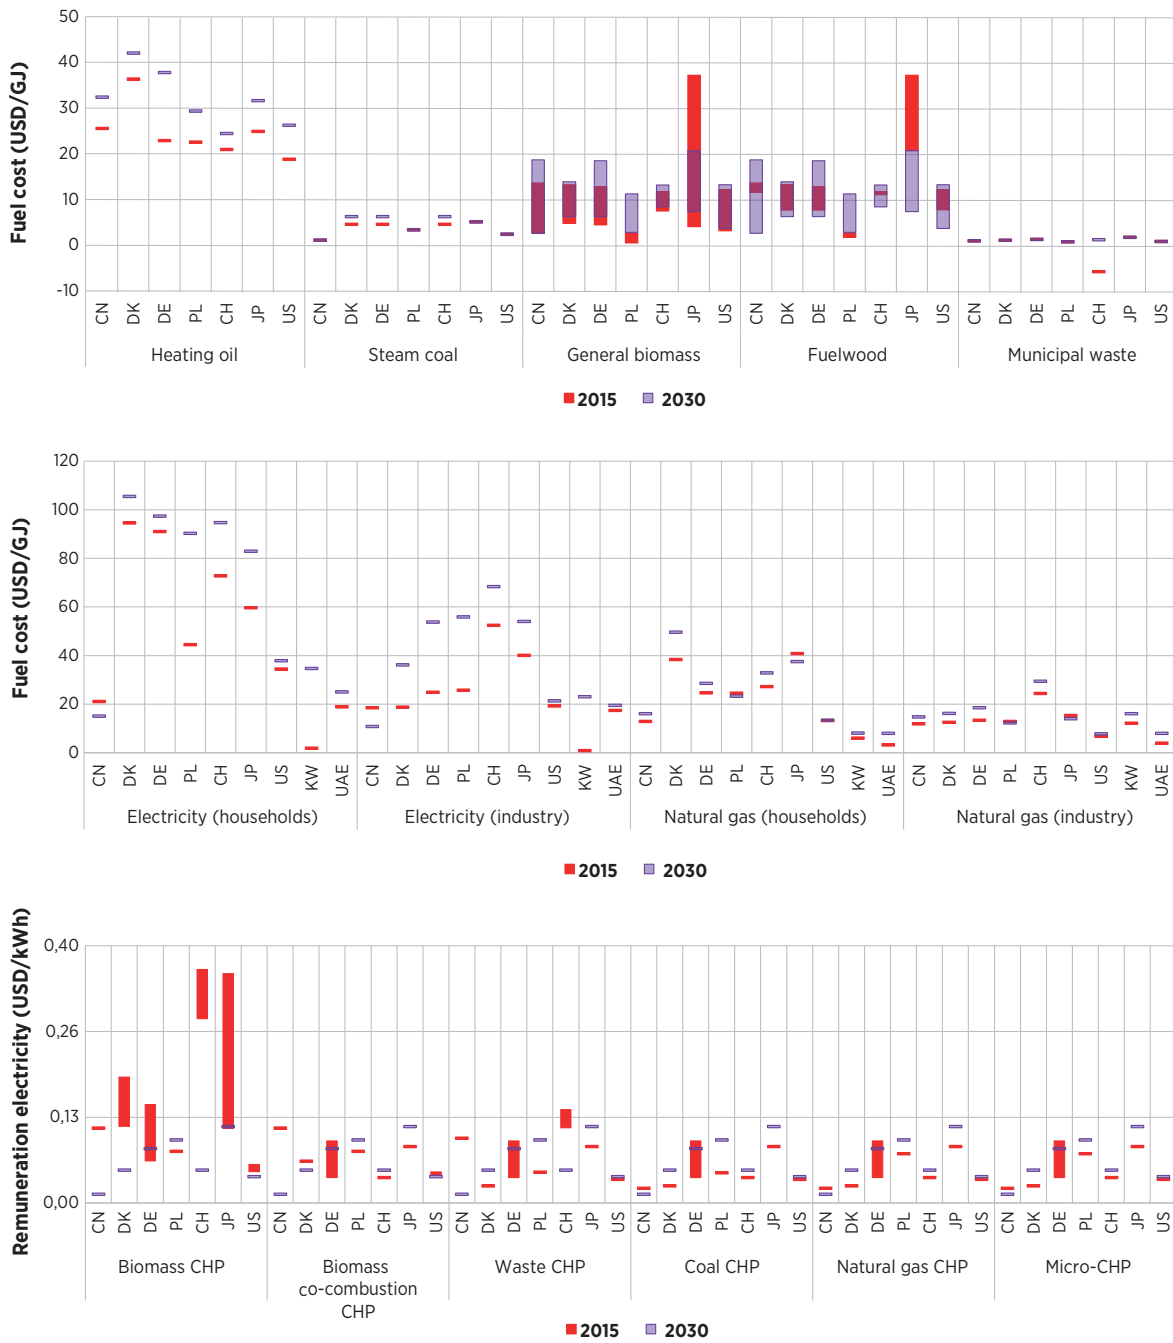 Fuel cost (USD/GJ)
50
40
30
20
10
0
-10
CN DK DE PL CH JP US CN DK DE PL CH JP US CN DK DE PL CH JP US CN DK DE PL CH JP US CN DK DE PL CH JP US
Heating oil Steam coal General biomass Fuelwood Municipal waste
2015 2030
Fuel cost (USD/GJ)
120
100
80
60
40
20
0
CN DK DE PL CH JP US KW UAE CN DK DE PL CH JP US KW UAE CN DK DE PL CH JP US KW UAE CN DK DE PL CH JP US KW UAE
Electricity (households) Electricity (industry) Natural gas (households) Natural gas (industry)
2015 2030
Remuneration electricity (USD/kWh)
0,40
0,26
0,13
0,00
CN DK DE PL CH JP US CN DK DE PL CH JP US CN DK DE PL CH JP US CN DK DE PL CH JP US CN DK DE PL CH JP US CN DK DE PL CH JP US
Biomass CHP Biomass Waste CHP Coal CHP Natural gas CHP Micro-CHP
co-combustion
CHP
2015 2030